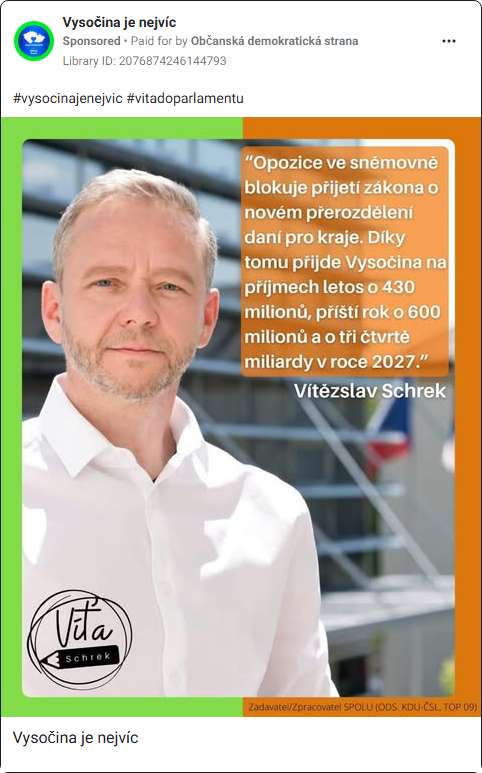 Vysočina je nejvíc
Sponsored • Paid for by Občanská demokratická strana
Library ID: 2076874246144793
#vysocinajenejvic #vitadoparlamentu
“Opozice ve sněmovně
blokuje přijetí zákona o
novém přerozdělení
daní pro kraje. Díky
tomu přijde Vysočina na
příjmech letos o 430
milionů, příští rok o 600
milionů a o tři čtvrtě
miliardy v roce 2027.”
Vítězslav Schrek
Víťa
Schrek
Zadavatel/Zpracovatel SPOLU (ODS, KDU-ČSL, TOP 09)
Vysočina je nejvíc